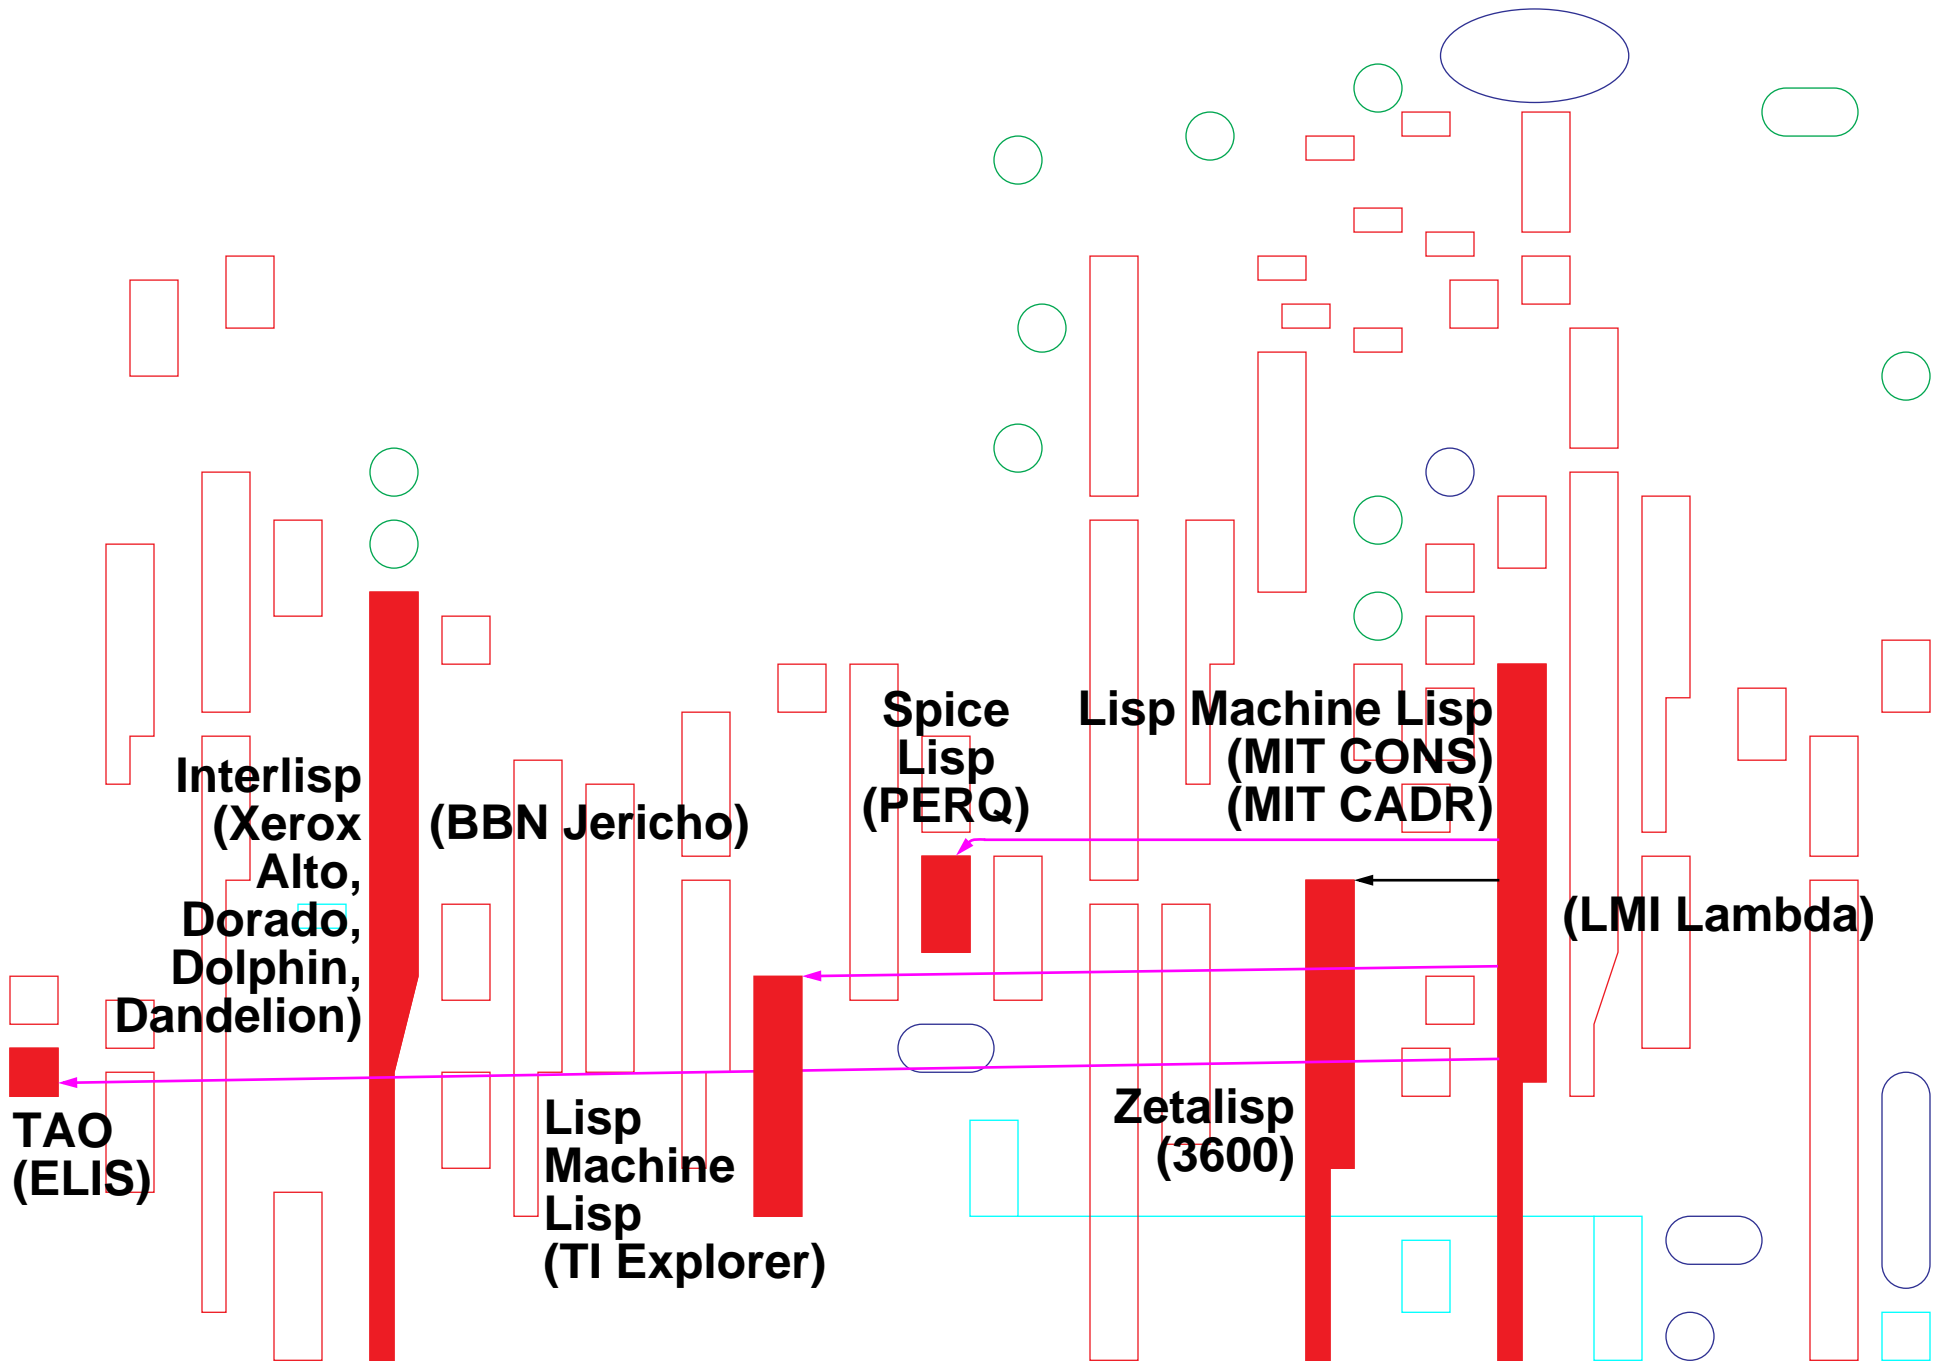 Interlisp
(Xerox
Alto,
Dorado,
Dolphin,
Dandelion)
(BBN Jericho)
Spice
Lisp
(PERQ)
Lisp Machine Lisp
(MIT CONS)
(MIT CADR)
(LMI Lambda)
TAO
(ELIS)
Lisp
Machine
Lisp
(TI Explorer)
Zetalisp
(3600)